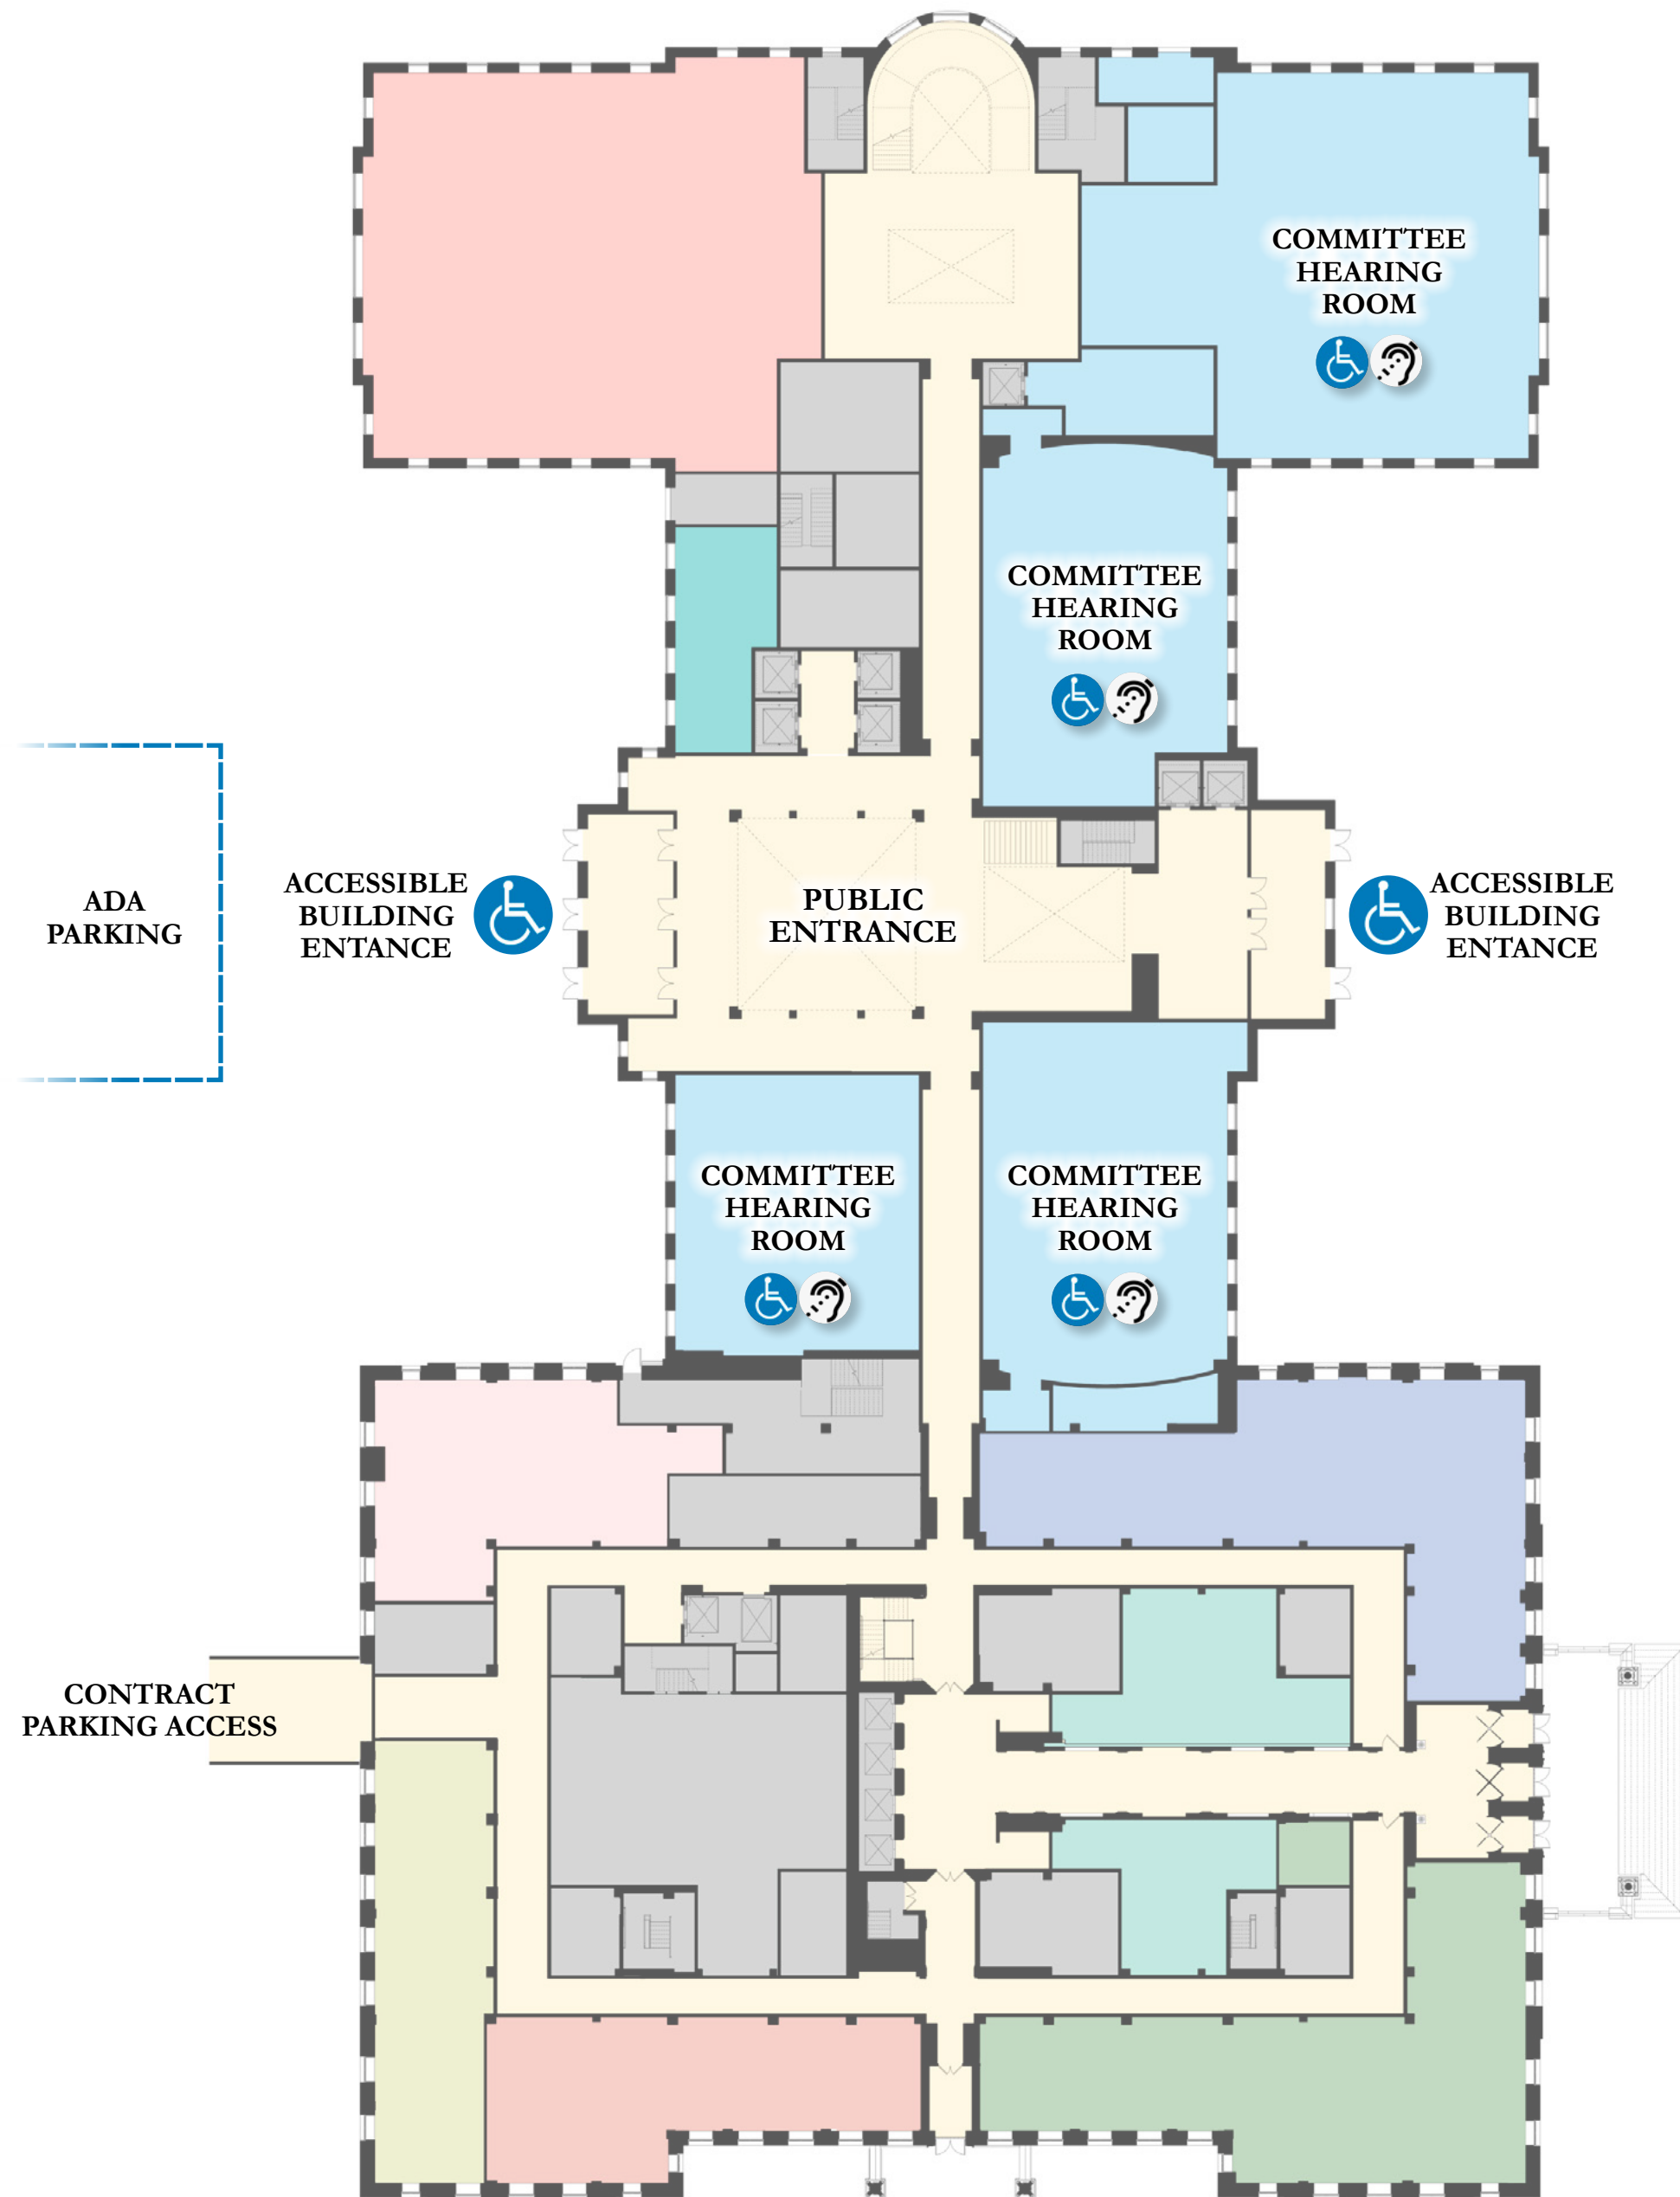 COMMITTEE
HEARING
ROOM
COMMITTEE
HEARING
ROOM
ADA
PARKING
ACCESSIBLE
BUILDING
ENTANCE
PUBLIC
ENTRANCE
ACCESSIBLE
BUILDING
ENTANCE
COMMITTEE
HEARING
ROOM
COMMITTEE
HEARING
ROOM
CONTRACT
PARKING ACCESS